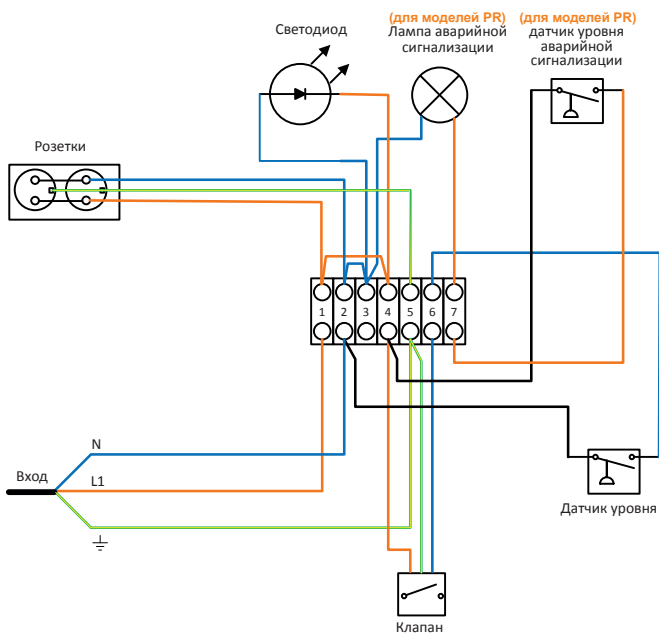 Светодиод
(для моделей PR)
Лампа аварийной
сигнализации
(для моделей PR)
датчик уровня
аварийной
сигнализации
Розетки
1 2 3 4 5 6 7
N
Вход
L1
Датчик уровня
Клапан